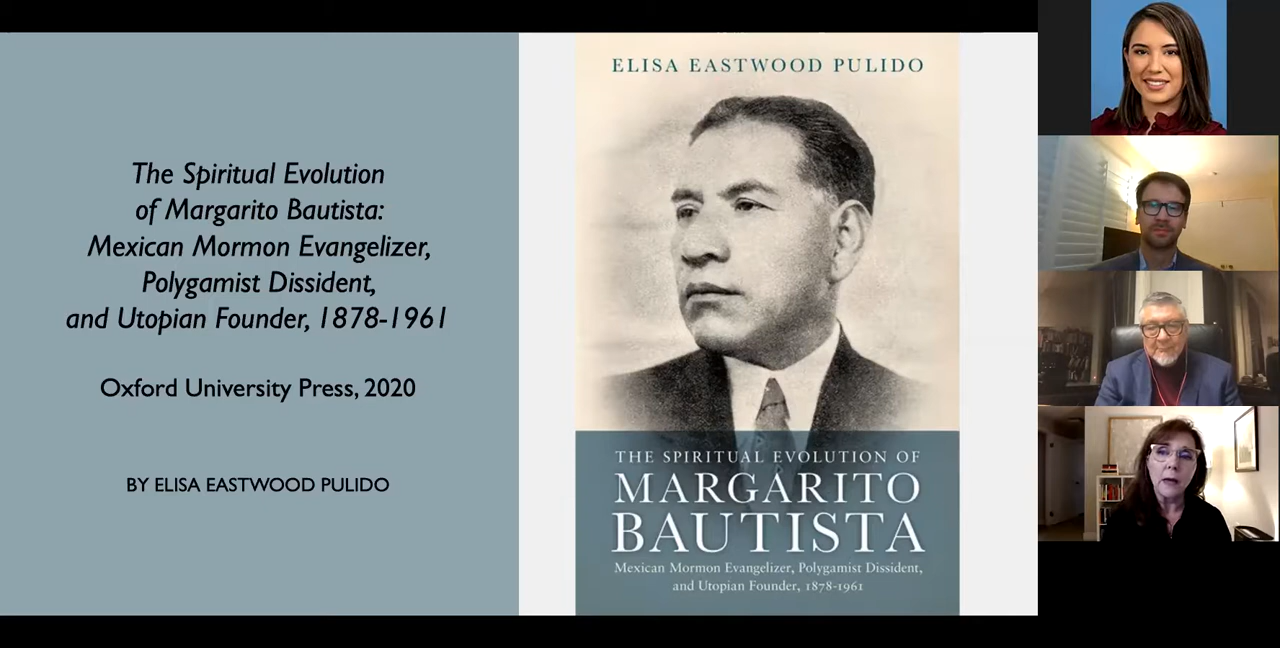 The Spiritual Evolution
of Margarito Bautista:
Mexican Mormon Evangelizer,
Polygamist Dissident,
and Utopian Founder, 1878-1961
Oxford University Press, 2020
BY ELISA EASTWOOD PULIDO
ELISA EASTWOOD PULIDO
THE SPIRITUAL EVOLUTION OF
MARGARITO
BAUTISTA
Mexican Mormon Evangelizer, Polygamist Dissident,
and Utopian Founder, 1878-1961